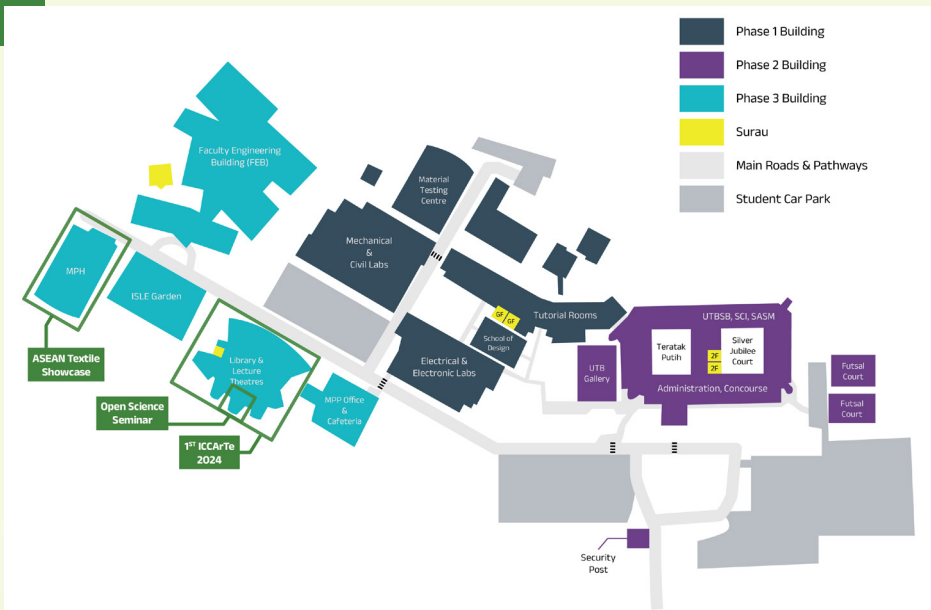 Phase 1 Building
Phase 2 Building
Phase 3 Building
Surau
Main Roads & Pathways
Student Car Park
Faculty Engineering
Building (FEB)
Material
Testing
Centre
Mechanical
&
Civil Labs
MPH
ISLE Garden
ASEAN Textile
Showcase
Library &
Lecture
Theatres
Open Science
Seminar
1ST ICCArTe
2024
MPP Office
&
Cafeteria
Electrical &
Electronic Labs
GF
GF
School of
Design
Tutorial Rooms
UTB
Gallery
UTBSB, SCI, SASM
Teratak
Putih
2F
2F
Silver
Jubilee
Court
Administration, Concourse
Futsal
Court
Futsal
Court
Security
Post